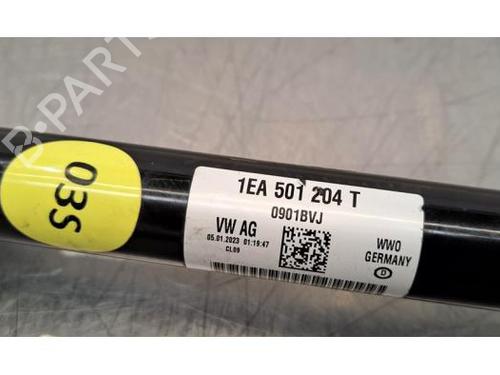 B-PARTS
03S
1EA 501 204 T
0901BVJ
VW AG
05.01.2023 01:19:47
CL09
WWO
GERMANY
D